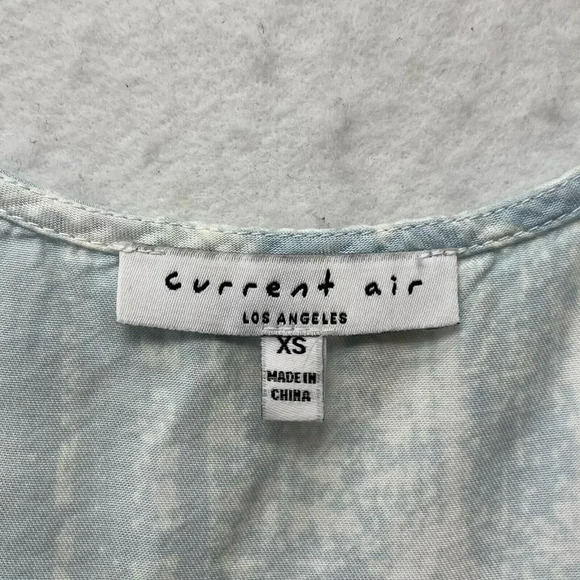 current air
LOS ANGELES
XS
MADE IN
CHINA